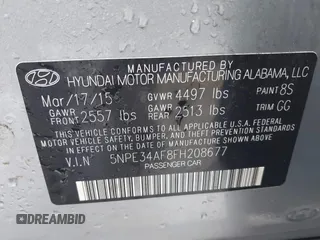 HYUNDAI MOTOR MANUFACTURING ALABAMA, LLC
Mar/17/15 GVWR 4497 lbs PAINT 8S
GAWR FRONT 2557 lbs GAWR REAR 2513 lbs TRIM GG
THIS VEHICLE CONFORMS TO ALL APPLICABLE FEDERAL
MOTOR VEHICLE SAFETY, BUMPER, AND THEFT PREVENTION
STANDARDS IN EFFECT ON THE DATE OF MANUFACTURE
SHOWN ABOVE.
V.I.N 5NPE34AF8FH208677
PASSENGER CAR
DREAMBID